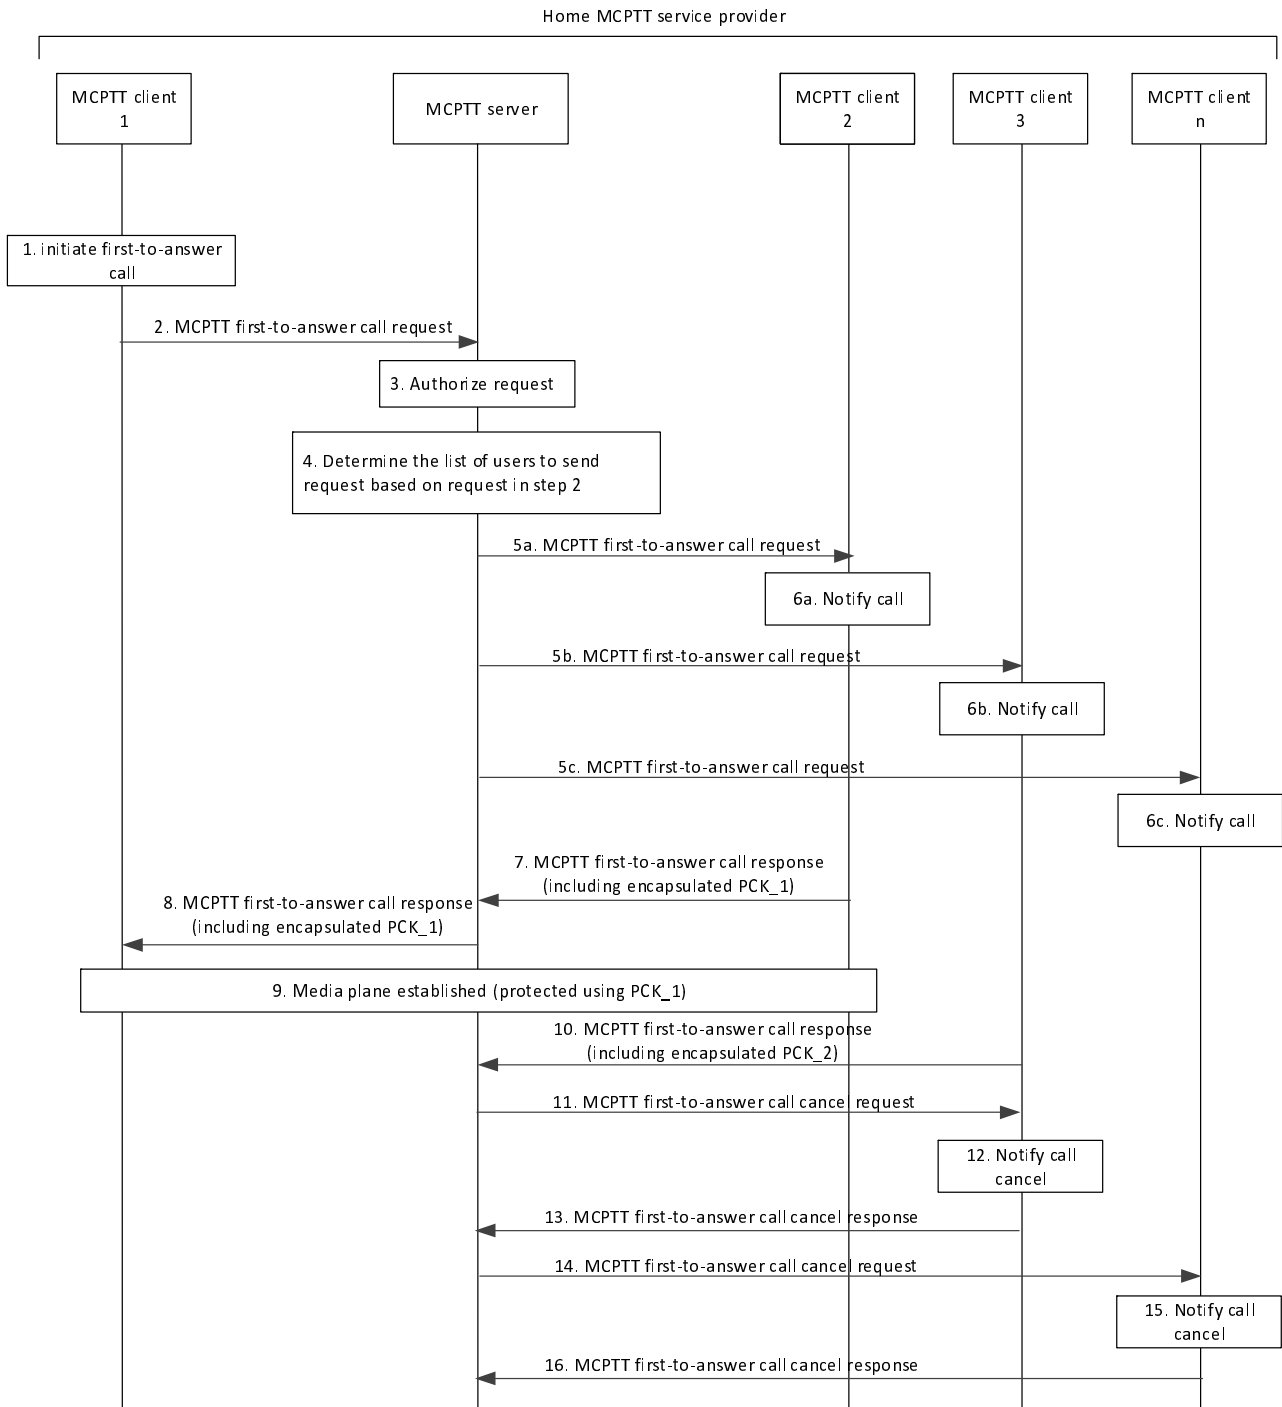 Home MCPTT service provider
MCPTT client
1
MCPTT server
MCPTT client
2
MCPTT client
3
MCPTT client
n
1. initiate first-to-answer
call
2. MCPTT first-to-answer call request
3. Authorize request
4. Determine the list of users to send
request based on request in step 2
5a. MCPTT first-to-answer call request
6a. Notify call
5b. MCPTT first-to-answer call request
6b. Notify call
5c. MCPTT first-to-answer call request
6c. Notify call
7. MCPTT first-to-answer call response
(including encapsulated PCK_1)
8. MCPTT first-to-answer call response
(including encapsulated PCK_1)
9. Media plane established (protected using PCK_1)
10. MCPTT first-to-answer call response
(including encapsulated PCK_2)
11. MCPTT first-to-answer call cancel request
12. Notify call
cancel
13. MCPTT first-to-answer call cancel response
14. MCPTT first-to-answer call cancel request
15. Notify call
cancel
16. MCPTT first-to-answer call cancel response